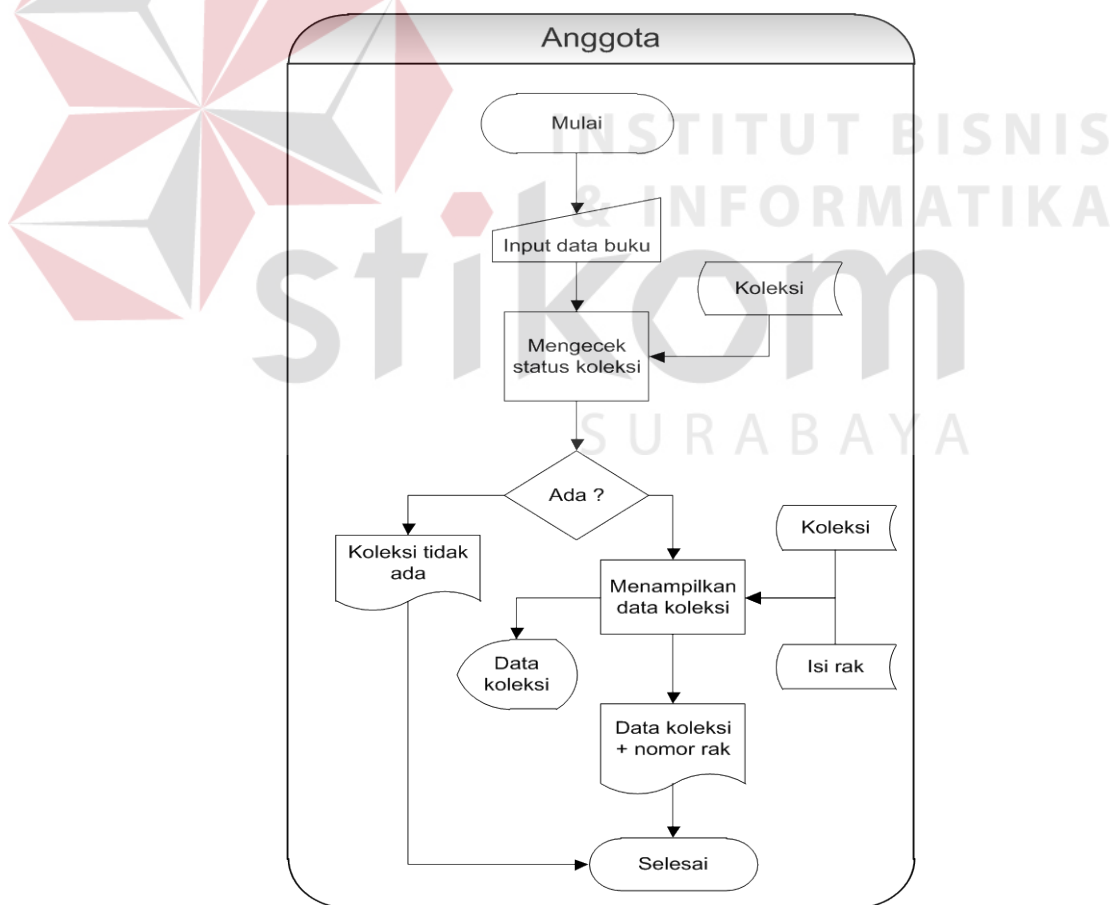 Anggota
Mulai
INSTITUT BISNIS
& INFORMATIKA
stikom
SURABAYA
Input data buku
Koleksi
Mengecek
status koleksi
Ada ?
Koleksi tidak
ada
Koleksi
Menampilkan
data koleksi
Data
koleksi
Isi rak
Data koleksi
+ nomor rak
Selesai